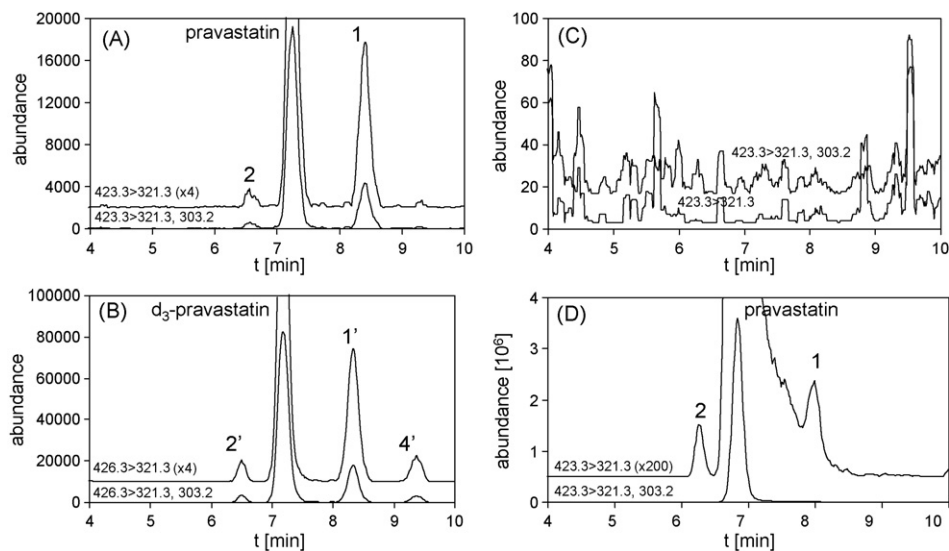 (A)
pravastatin
1
2
423.3>321.3 (x4)
423.3>321.3, 303.2
abundance
20000
16000
12000
8000
4000
0
4 5 6 7 8 9 10
t [min]
(C)
423.3>321.3, 303.2
423.3>321.3
abundance
100
80
60
40
20
0
4 5 6 7 8 9 10
t [min]
(B)
d₃-pravastatin
1'
2'
4'
426.3>321.3 (x4)
426.3>321.3, 303.2
abundance
100000
80000
60000
40000
20000
0
4 5 6 7 8 9 10
t [min]
(D)
pravastatin
1
2
423.3>321.3 (x200)
423.3>321.3, 303.2
abundance [10⁶]
4
3
2
1
0
4 5 6 7 8 9 10
t [min]